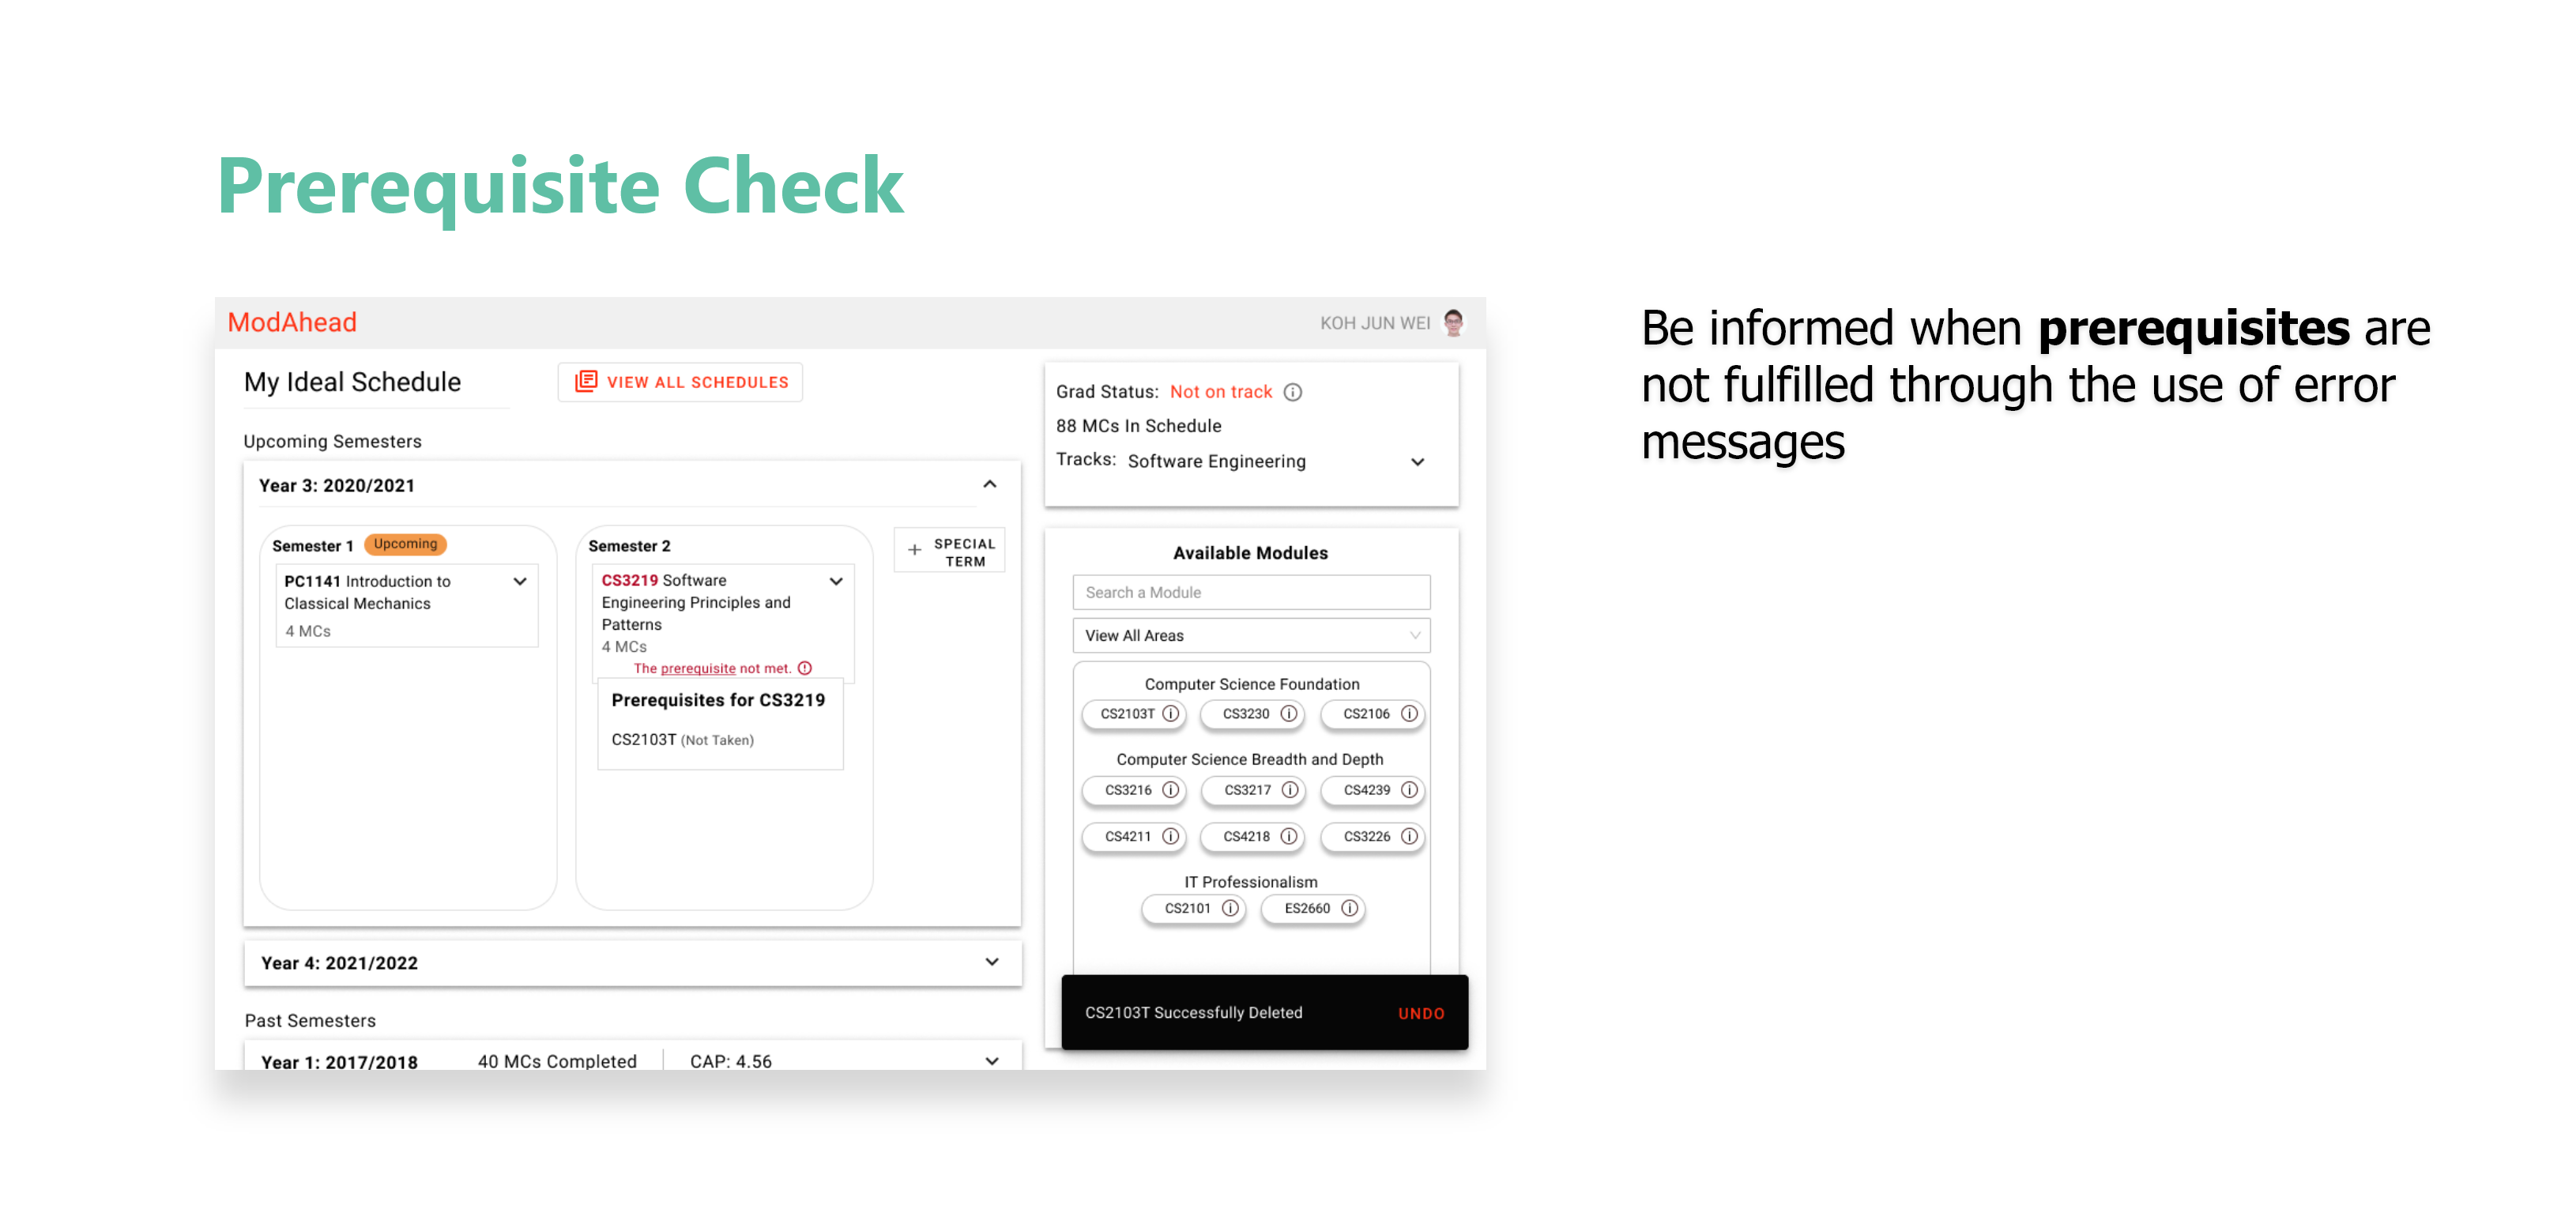 Prerequisite Check
ModAhead
KOH JUN WEI
My Ideal Schedule
VIEW ALL SCHEDULES
Upcoming Semesters
Year 3: 2020/2021
Semester 1 Upcoming
PC1141 Introduction to
Classical Mechanics
4 MCs
Semester 2
CS3219 Software
Engineering Principles and
Patterns
4 MCs
The prerequisite not met.
Prerequisites for CS3219
CS2103T (Not Taken)
+ SPECIAL
TERM
Year 4: 2021/2022
Past Semesters
Year 1: 2017/2018 40 MCs Completed CAP: 4.56
Grad Status: Not on track
88 MCs In Schedule
Tracks: Software Engineering
Available Modules
Search a Module
View All Areas
Computer Science Foundation
CS2103T CS3230 CS2106
Computer Science Breadth and Depth
CS3216 CS3217 CS4239
CS4211 CS4218 CS3226
IT Professionalism
CS2101 ES2660
CS2103T Successfully Deleted UNDO
Be informed when prerequisites are
not fulfilled through the use of error
messages